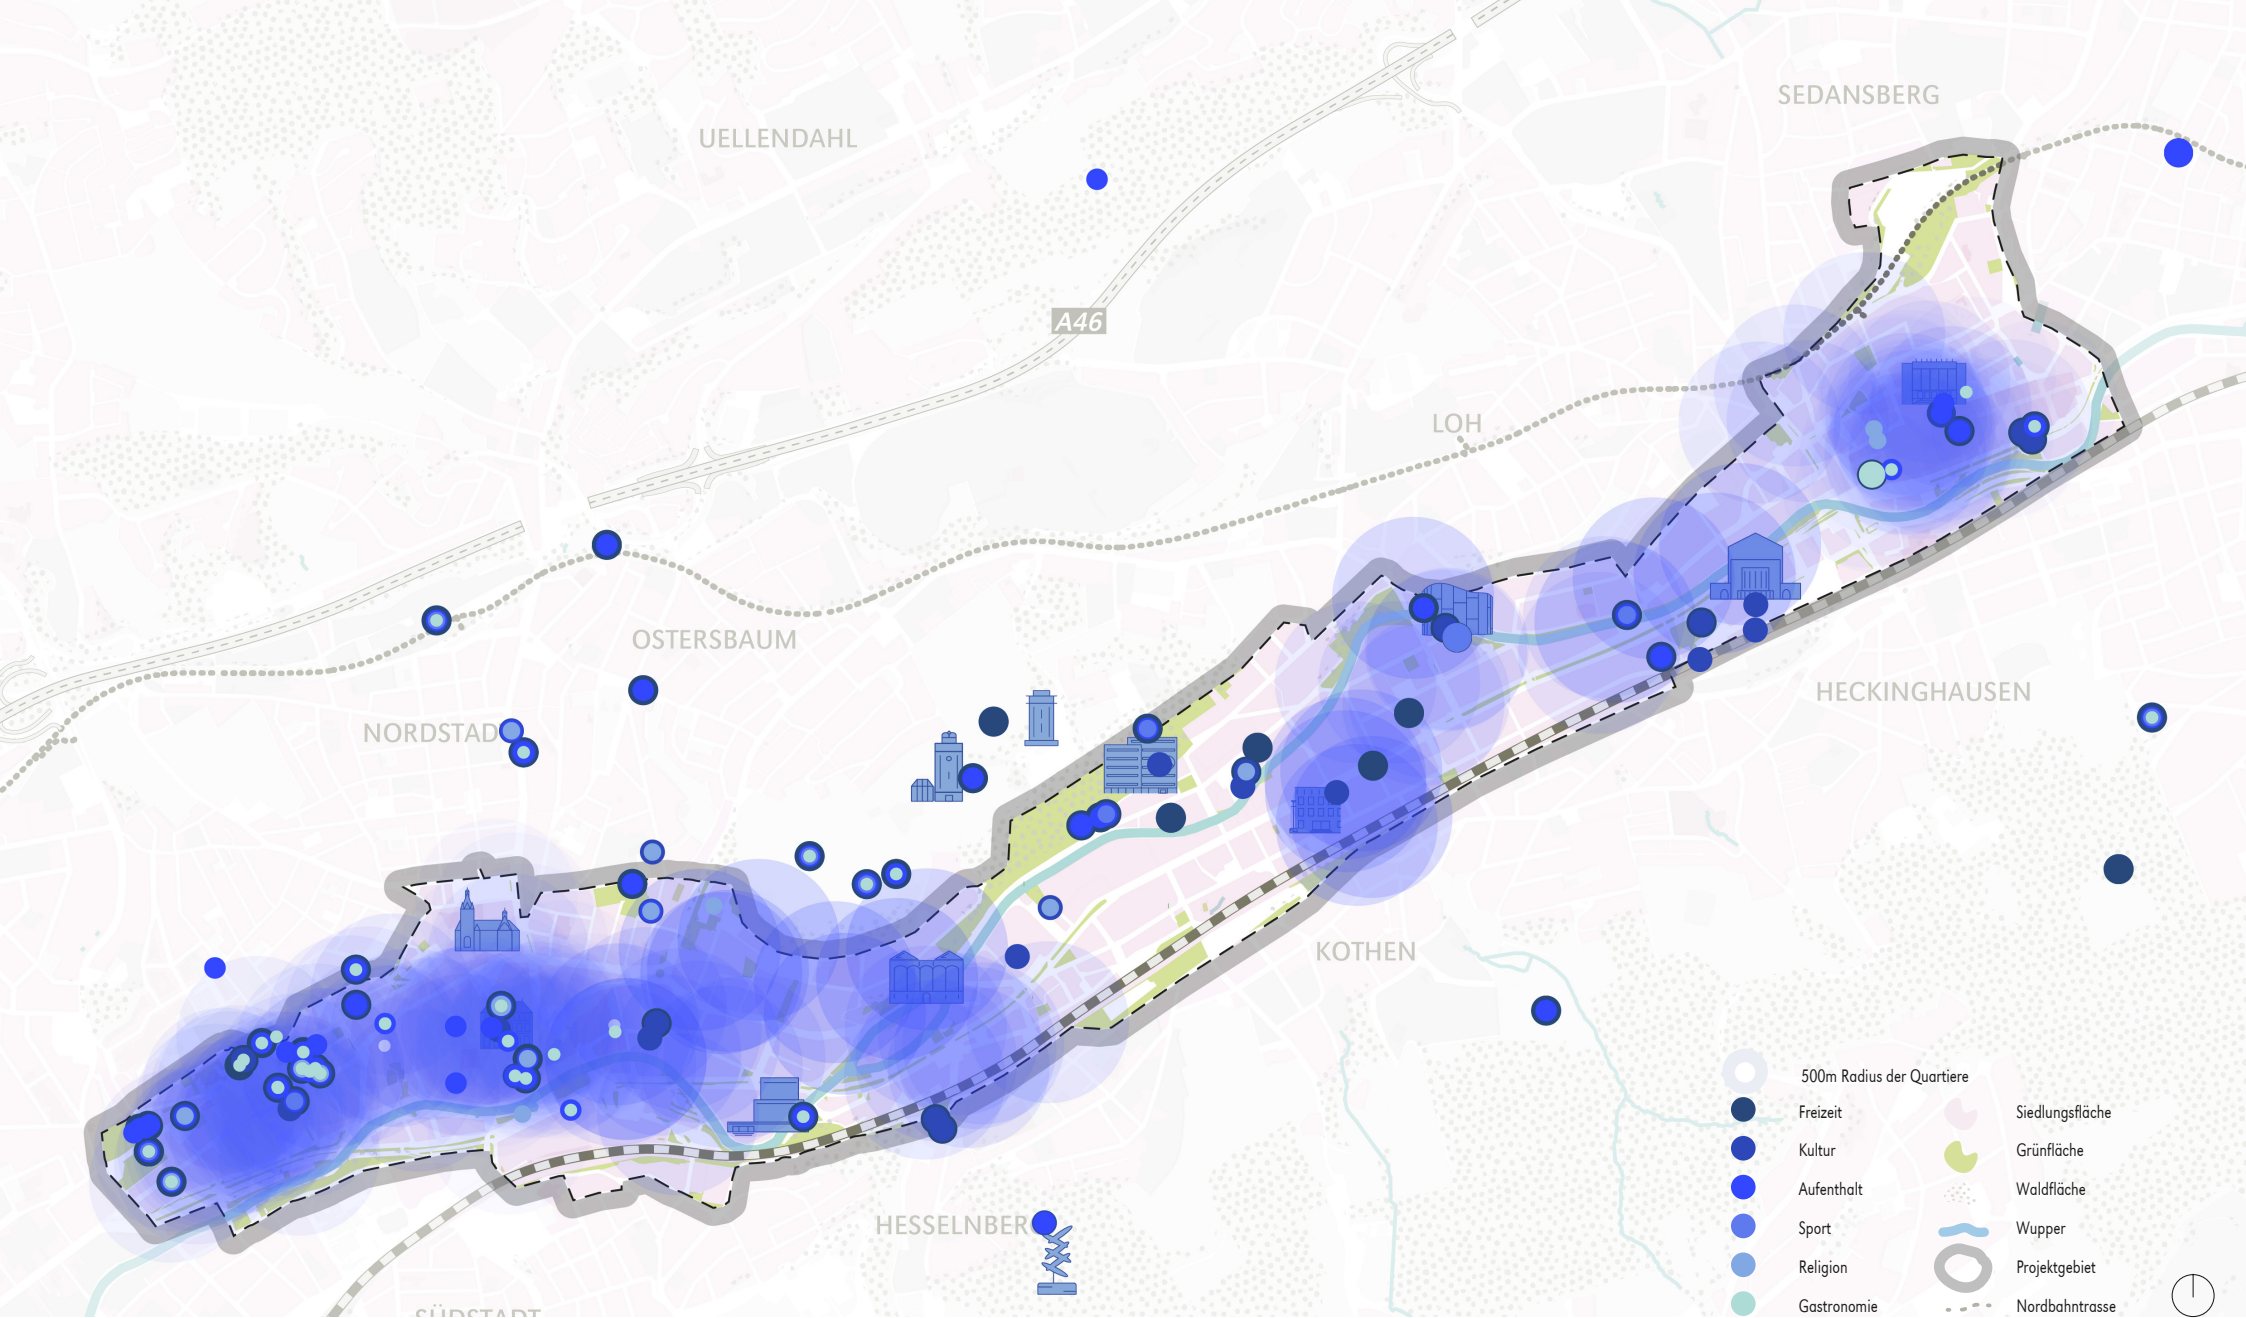 SEDANSBERG
UELLENDAHL
A46
LOH
OSTERSBAUM
HECKINGHAUSEN
NORDSTAD
KOTHEN
HESSELNBER
SÜDSTADT
500m Radius der Quartiere
Freizeit
Kultur
Aufenthalt
Sport
Religion
Gastronomie
Siedlungsfläche
Grünfläche
Waldfläche
Wupper
Projektgebiet
Nordbahntrasse